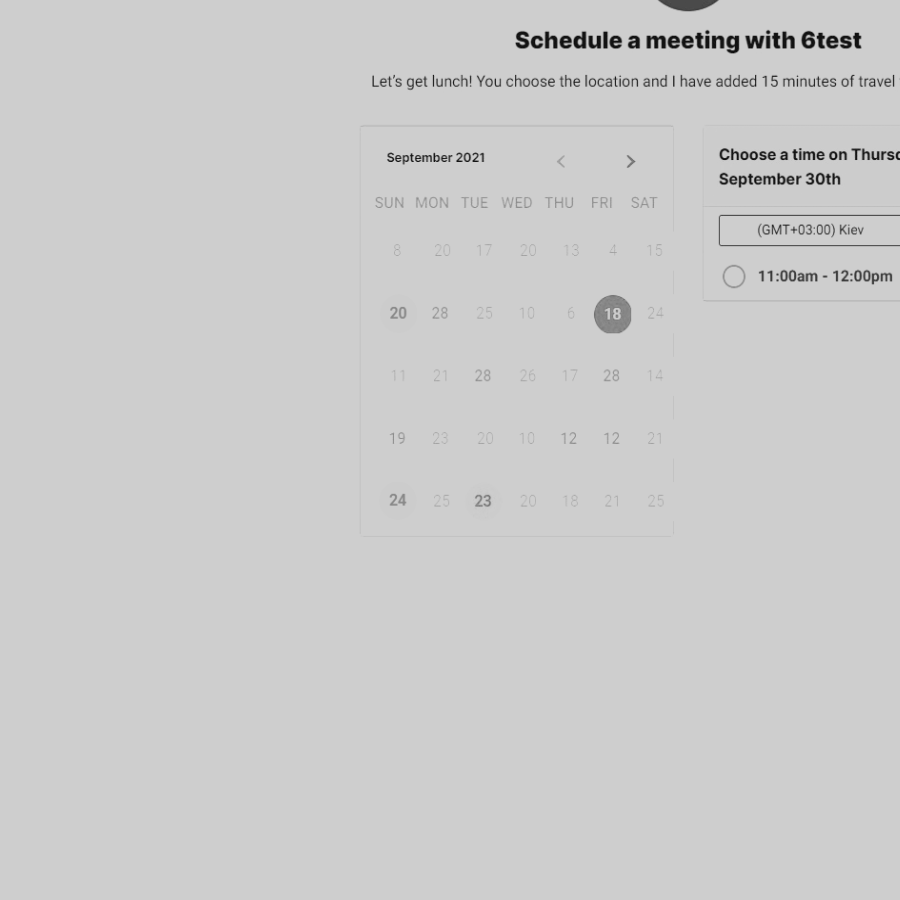 Schedule a meeting with 6test
Let's get lunch! You choose the location and I have added 15 minutes of travel
September 2021
SUN MON TUE WED THU FRI SAT
8 20 17 20 13 4 15
20 28 25 10 6 18 24
11 21 28 26 17 28 14
19 23 20 10 12 12 21
24 25 23 20 18 21 25
Choose a time on
September 30th
(GMT+03:00) Kiev
11:00am - 12:00pm